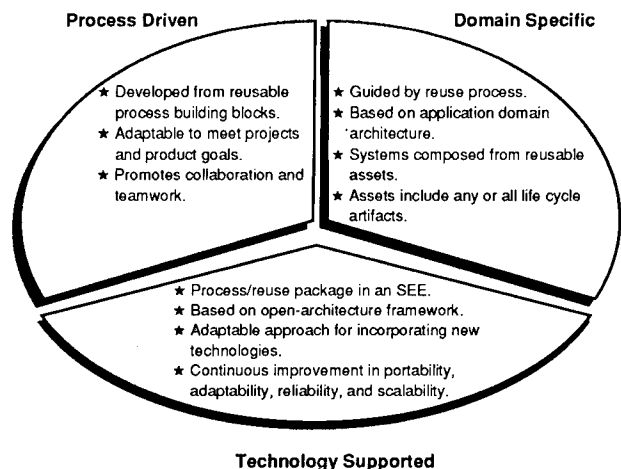 Process Driven
★ Developed from reusable
process building blocks.
★ Adaptable to meet projects
and product goals.
★ Promotes collaboration and
teamwork.
Domain Specific
★ Guided by reuse process.
★ Based on application domain
architecture.
★ Systems composed from reusable
assets.
★ Assets include any or all life cycle
artifacts.
★ Process/reuse package in an SEE.
★ Based on open-architecture framework.
★ Adaptable approach for incorporating new
technologies.
★ Continuous improvement in portability,
adaptability, reliability, and scalability.
Technology Supported